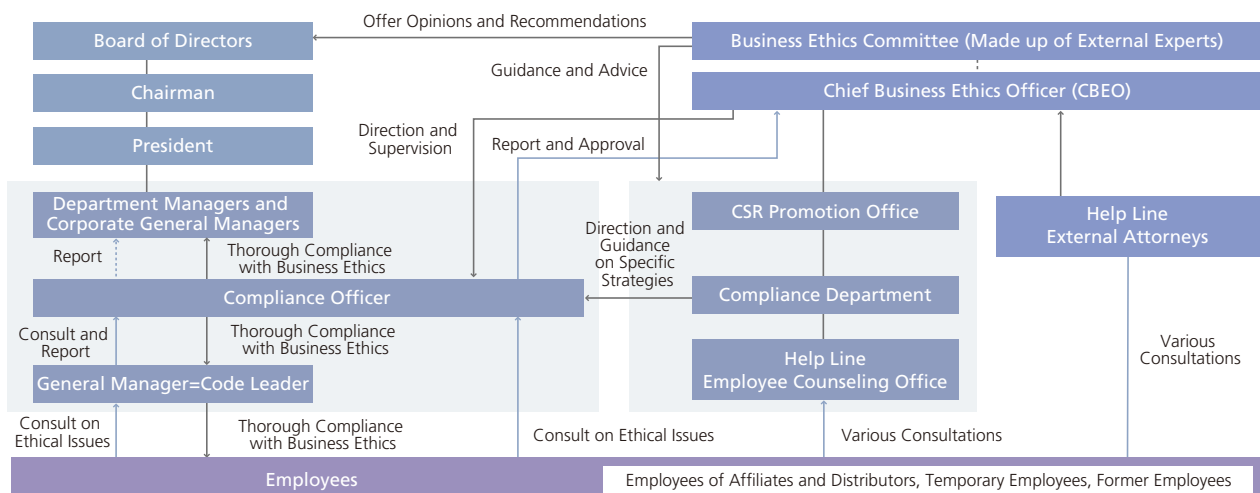 Offer Opinions and Recommendations
Board of Directors
Business Ethics Committee (Made up of External Experts)
Guidance and Advice
Chairman
Chief Business Ethics Officer (CBEO)
Direction and
Supervision
Report and Approval
President
Department Managers and
Corporate General Managers
CSR Promotion Office
Help Line
External Attorneys
Report
Thorough Compliance
with Business Ethics
Direction and
Guidance
on Specific
Strategies
Compliance Officer
Compliance Department
Consult and
Report
Thorough Compliance
with Business Ethics
Various
Consultations
General Manager=Code Leader
Help Line
Employee Counseling Office
Consult on
Ethical Issues
Thorough Compliance
with Business Ethics
Consult on Ethical Issues
Various Consultations
Employees
Employees of Affiliates and Distributors, Temporary Employees, Former Employees